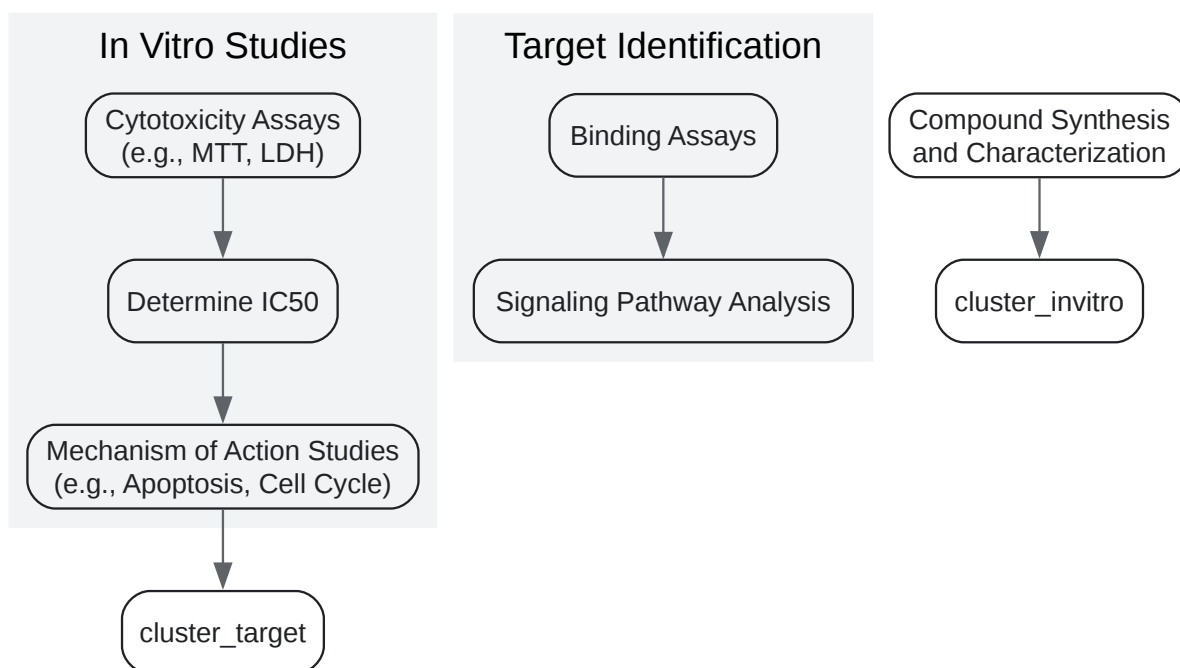 In Vitro Studies
Cytotoxicity Assays
(e.g., MTT, LDH)
Determine IC50
Mechanism of Action Studies
(e.g., Apoptosis, Cell Cycle)
cluster_target
Target Identification
Binding Assays
Signaling Pathway Analysis
Compound Synthesis
and Characterization
cluster_invitro